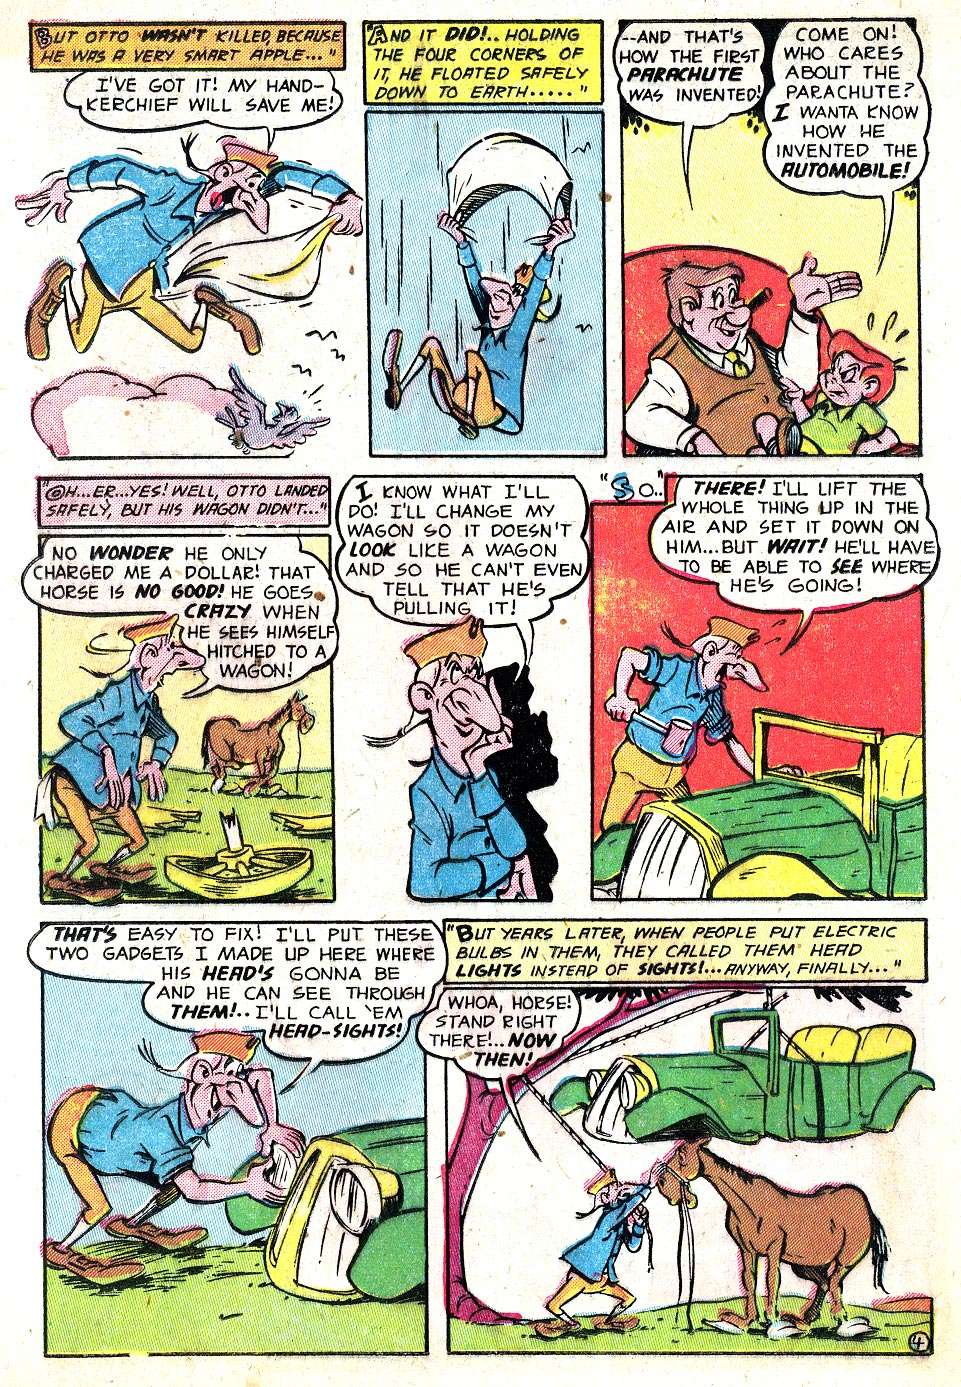 BUT OTTO WASN'T KILLED, BECAUSE
HE WAS A VERY SMART APPLE..."
I'VE GOT IT! MY HAND-
KERCHIEF WILL SAVE ME!
"AND IT DID!.. HOLDING
THE FOUR CORNERS OF
IT, HE FLOATED SAFELY
DOWN TO EARTH....."
--AND THAT'S
HOW THE FIRST
PARACHUTE
WAS INVENTED!
COME ON!
WHO CARES
ABOUT THE
PARACHUTE?
I WANTA KNOW
HOW HE
INVENTED THE
AUTOMOBILE!
"OH...ER...YES! WELL, OTTO LANDED
SAFELY, BUT HIS WAGON DIDN'T..."
NO WONDER HE ONLY
CHARGED ME A DOLLAR! THAT
HORSE IS NO GOOD! HE GOES
CRAZY WHEN
HE SEES HIMSELF
HITCHED TO A
WAGON!
I KNOW WHAT I'LL
DO! I'LL CHANGE MY
WAGON SO IT DOESN'T
LOOK LIKE A WAGON
AND SO HE CAN'T EVEN
TELL THAT HE'S
PULLING IT!
"SO.."
THERE! I'LL LIFT THE
WHOLE THING UP IN THE
AIR AND SET IT DOWN ON
HIM...BUT WAIT! HE'LL HAVE
TO BE ABLE TO SEE WHERE
HE'S GOING!
THAT'S EASY TO FIX! I'LL PUT THESE
TWO GADGETS I MADE UP HERE WHERE
HIS HEAD'S GONNA BE
AND HE CAN SEE THROUGH
THEM!.. I'LL CALL 'EM
HEAD-SIGHTS!
"BUT YEARS LATER, WHEN PEOPLE PUT ELECTRIC
BULBS IN THEM, THEY CALLED THEM HEAD
LIGHTS INSTEAD OF SIGHTS!...ANYWAY, FINALLY..."
WHOA, HORSE!
STAND RIGHT
THERE!..NOW
THEN!
4